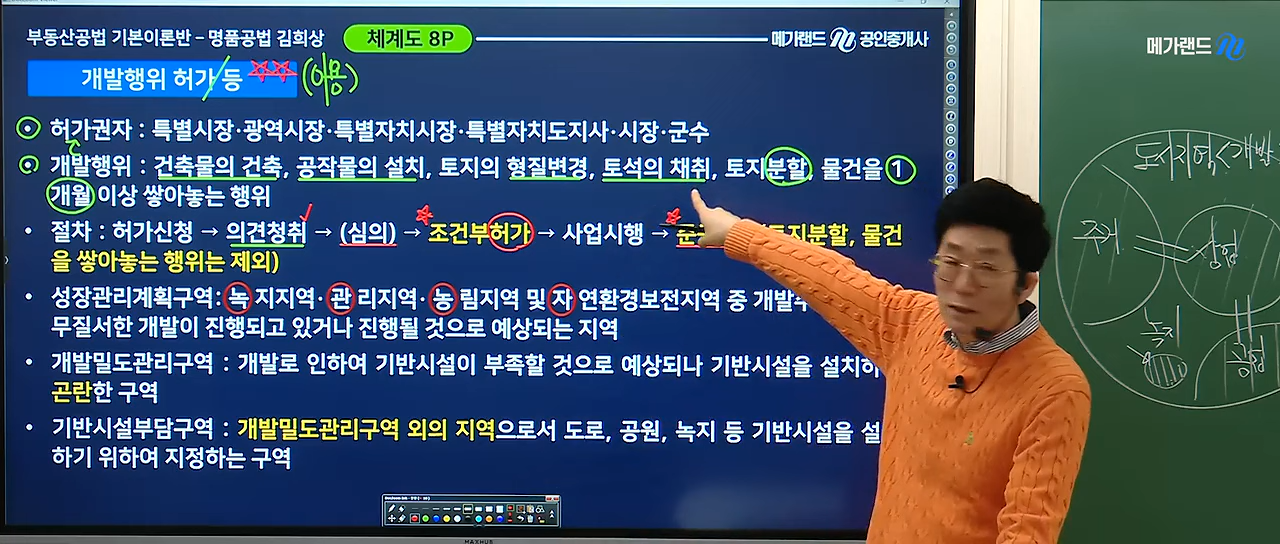 부동산공법 기본이론반 – 명품공법 김희상
체계도 8P
메가랜드 공인중개사
메가랜드
개발행위 허가 등
(이용)
• 허가권자 : 특별시장·광역시장·특별자치시장·특별자치도지사·시장·군수
• 개발행위 : 건축물의 건축, 공작물의 설치, 토지의 형질변경, 토석의 채취, 토지분할, 물건을 1
개월 이상 쌓아놓는 행위
• 절차 : 허가신청 → 의견청취 → (심의) → 조건부허가 → 사업시행 → 토지분할, 물건
을 쌓아놓는 행위는 제외)
• 성장관리계획구역: 녹지지역·관리지역·농림지역 및 자연환경보전지역 중 개발
무질서한 개발이 진행되고 있거나 진행될 것으로 예상되는 지역
• 개발밀도관리구역 : 개발로 인하여 기반시설이 부족할 것으로 예상되나 기반시설을 설치하
곤란한 구역
• 기반시설부담구역 : 개발밀도관리구역 외의 지역으로서 도로, 공원, 녹지 등 기반시설을 설
하기 위하여 지정하는 구역
도시지역<개발
주거
상업
녹지
공업
MAXHUB